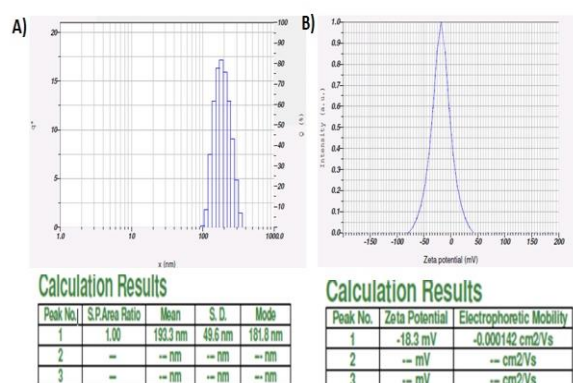 A)
20
15
10
5
0
q*
100
90
80
70
60
50
40
30
20
10
Q (%)
1.0 10 100 1000.0
x (nm)
Calculation Results
Peak No. S.P.Area Ratio Mean S. D. Mode
1 1.00 193.3 nm 49.6 nm 181.8 nm
2 --- --- nm --- nm --- nm
3 --- --- nm --- nm --- nm
B)
1.0
0.9
0.8
0.7
0.6
0.5
0.4
0.3
0.2
0.1
0.0
Intensity (a.u.)
-150 -100 -50 0 50 100 150 200
Zeta potential (mV)
Calculation Results
Peak No. Zeta Potential Electrophoretic Mobility
1 -18.3 mV -0.000142 cm2/Vs
2 --- mV --- cm2/Vs
3 --- mV --- cm2/Vs